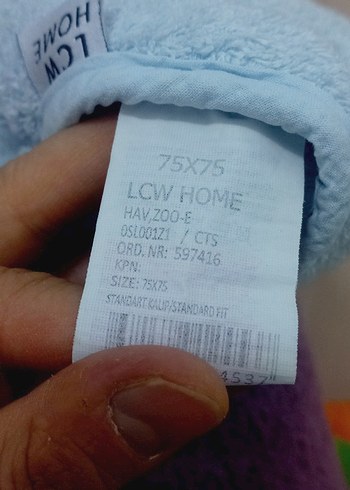 LCW
HOME
75X75
LCW HOME
HAV,ZOO-E
0SL001Z1 / CTS
ORD. NR: 597416
KPN:
SIZE: 75X75
STANDART KALIP/STANDARD FIT
4537"